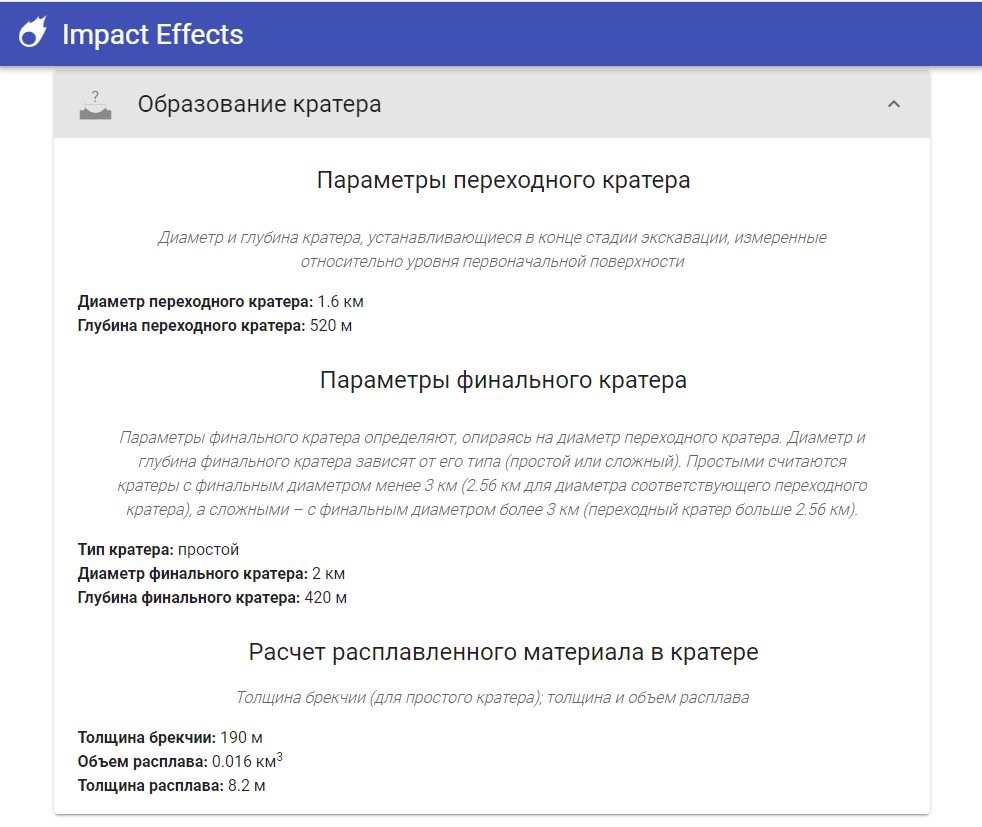 Impact Effects
?
Образование кратера
Параметры переходного кратера
Диаметр и глубина кратера, устанавливающиеся в конце стадии экскавации, измеренные
относительно уровня первоначальной поверхности
Диаметр переходного кратера: 1.6 км
Глубина переходного кратера: 520 м
Параметры финального кратера
Параметры финального кратера определяют, опираясь на диаметр переходного кратера. Диаметр и
глубина финального кратера зависят от его типа (простой или сложный). Простыми считаются
кратеры с финальным диаметром менее 3 км (2.56 км для диаметра соответствующего переходного
кратера), а сложными – с финальным диаметром более 3 км (переходный кратер больше 2.56 км).
Тип кратера: простой
Диаметр финального кратера: 2 км
Глубина финального кратера: 420 м
Расчет расплавленного материала в кратере
Толщина брекчии (для простого кратера); толщина и объем расплава
Толщина брекчии: 190 м
Объем расплава: 0.016 км³
Толщина расплава: 8.2 м